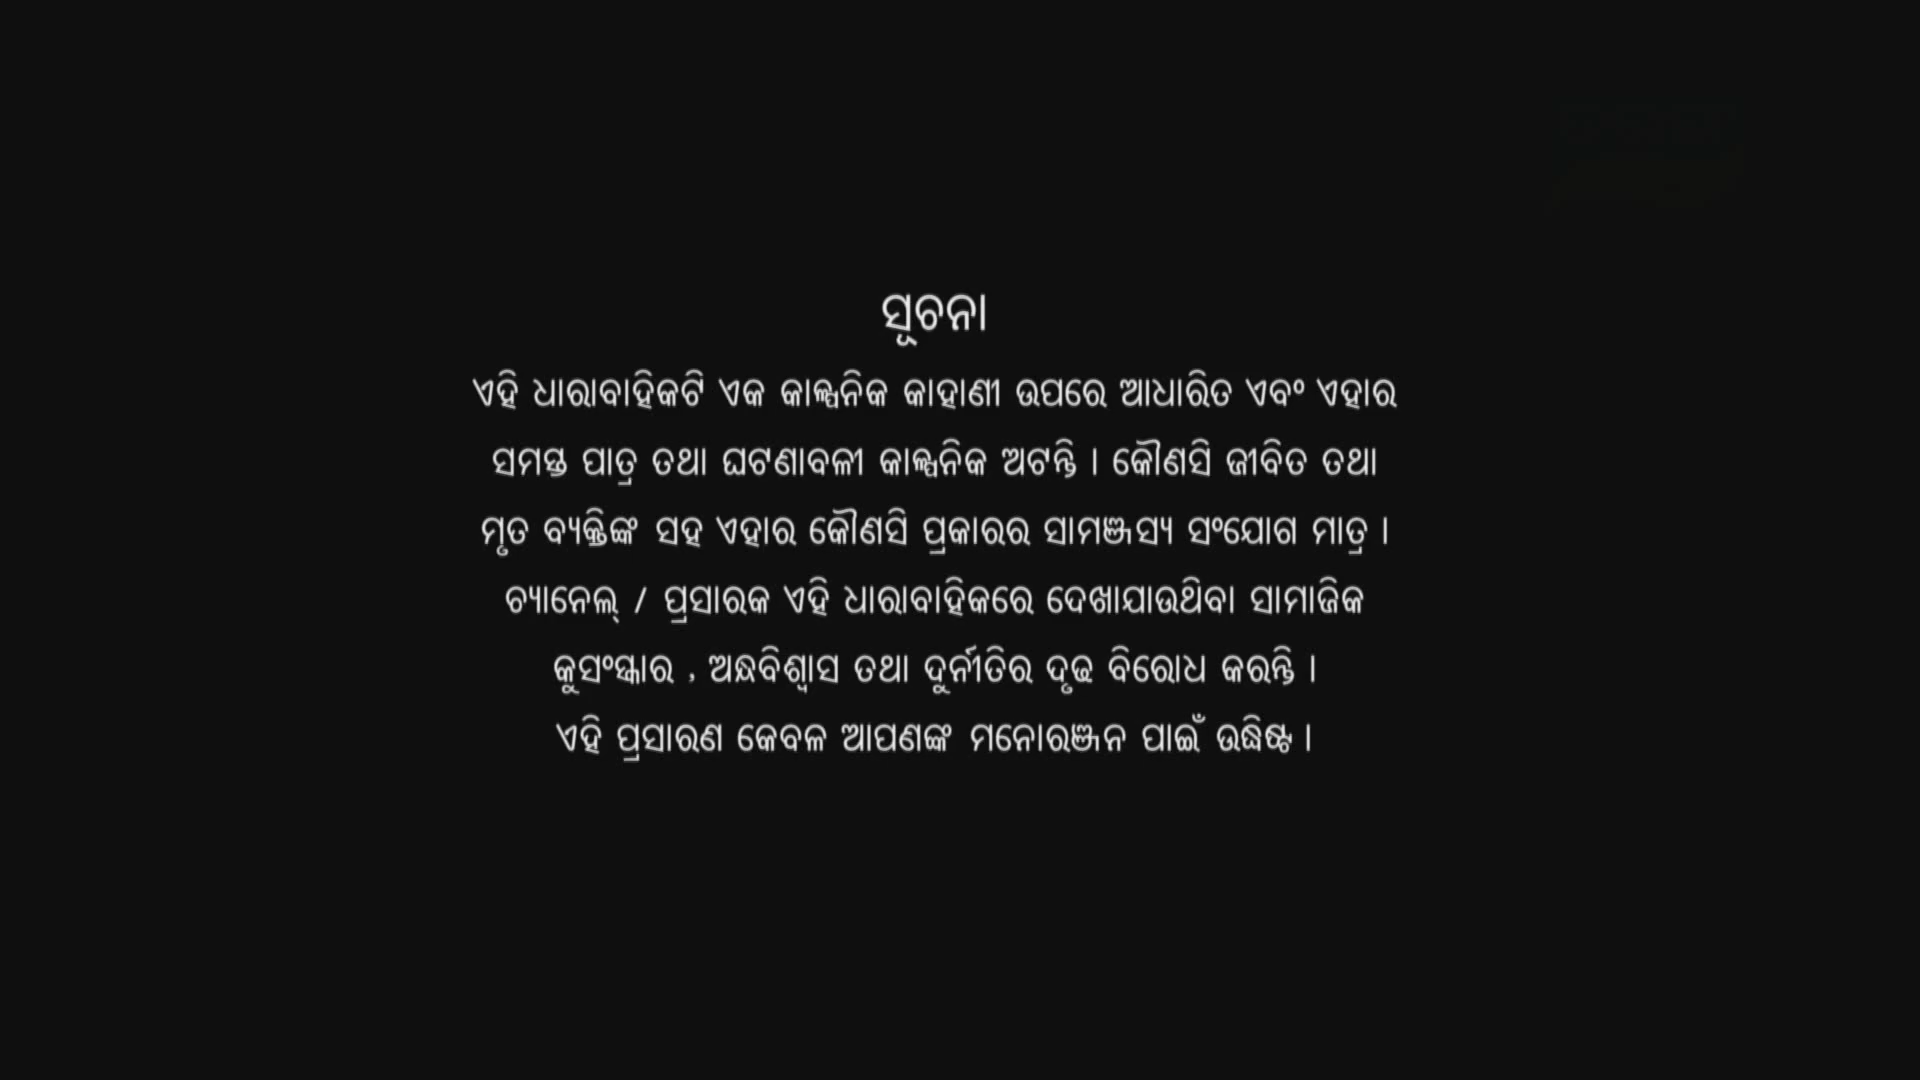 ସୂଚନା
ଏହି ଧାରାବାହିକଟି ଏକ କାଳ୍ପନିକ କାହାଣୀ ଉପରେ ଆଧାରିତ ଏବଂ ଏହାର
ସମସ୍ତ ପାତ୍ର ତଥା ଘଟଣାବଳୀ କାଳ୍ପନିକ ଅଟନ୍ତି । କୌଣସି ଜୀବିତ ତଥା
ମୃତ ବ୍ୟକ୍ତିଙ୍କ ସହ ଏହାର କୌଣସି ପ୍ରକାରର ସାମଞ୍ଜସ୍ୟ ସଂଯୋଗ ମାତ୍ର ।
ଚ୍ୟାନେଲ୍ / ପ୍ରସାରକ ଏହି ଧାରାବାହିକରେ ଦେଖାଯାଉଥିବା ସାମାଜିକ
କୁସଂସ୍କାର , ଅନ୍ଧବିଶ୍ୱାସ ତଥା ଦୁର୍ନୀତିର ଦୃଢ ବିରୋଧ କରନ୍ତି ।
ଏହି ପ୍ରସାରଣ କେବଳ ଆପଣଙ୍କ ମନୋରଞ୍ଜନ ପାଇଁ ଉଦ୍ଧିଷ୍ଟ ।